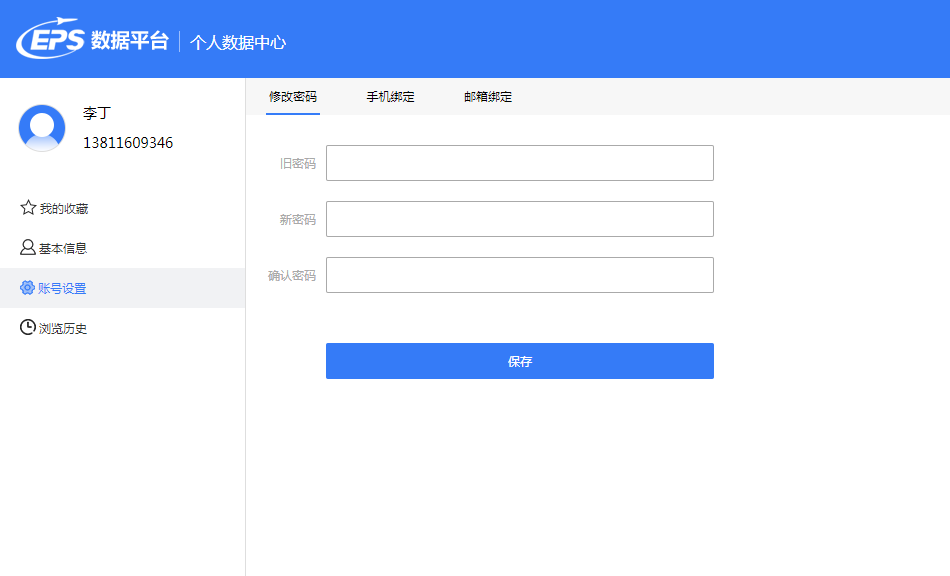 EPS 数据平台 个人数据中心
李丁
13811609346
我的收藏
基本信息
账号设置
浏览历史
修改密码 手机绑定 邮箱绑定
旧密码
新密码
确认密码
保存